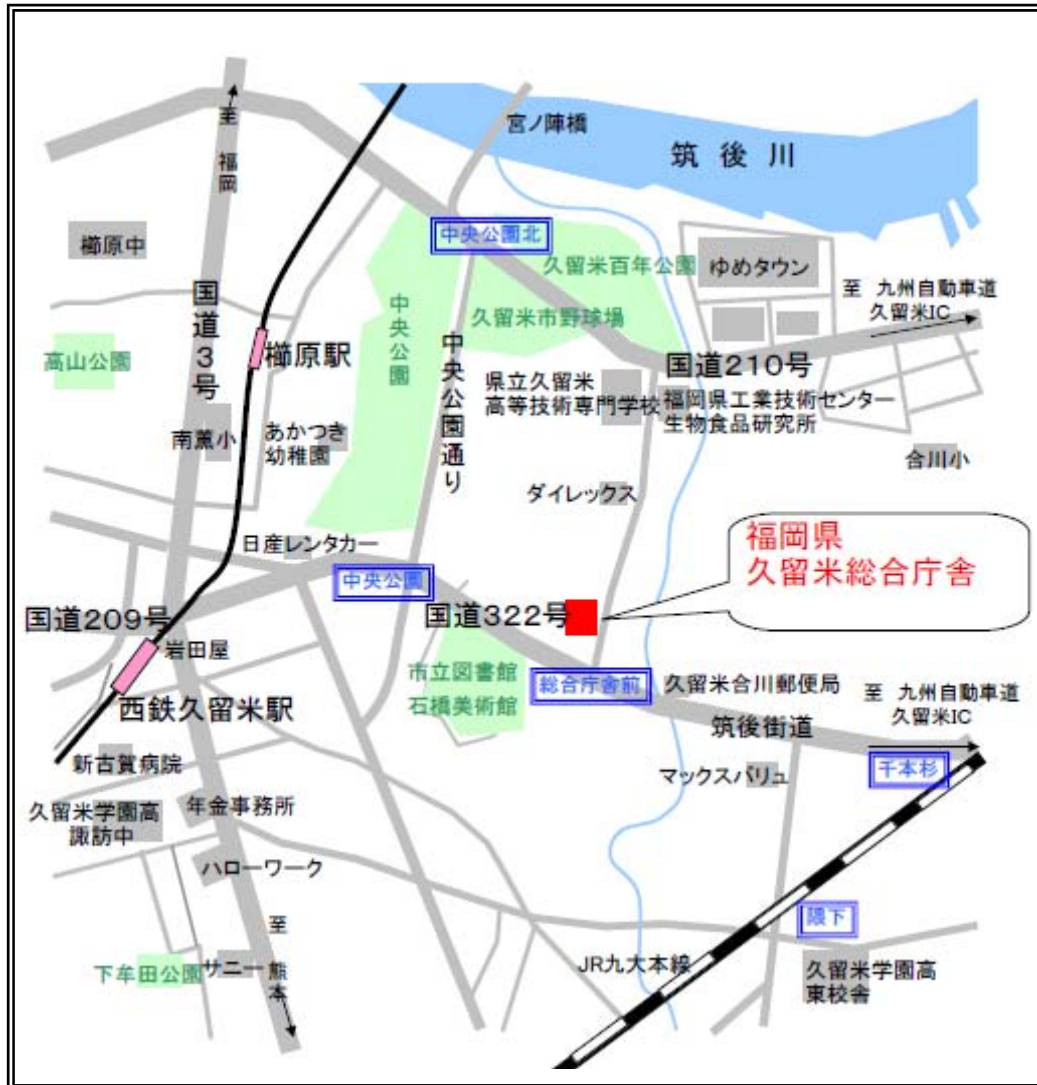 宮ノ陣橋
筑後川
至 福岡
櫛原中
中央公園北
久留米百年公園
ゆめタウン
至 九州自動車道
久留米IC
国道3号
中央公園
久留米市野球場
中央公園通り
高山公園
櫛原駅
国道210号
県立久留米
高等技術専門学校
福岡県工業技術センター
生物食品研究所
南薫小
あかつき
幼稚園
合川小
ダイレックス
日産レンタカー
中央公園
福岡県
久留米総合庁舎
国道209号
国道322号
岩田屋
市立図書館
石橋美術館
総合庁舎前
久留米合川郵便局
至 九州自動車道
久留米IC
西鉄久留米駅
筑後街道
新古賀病院
マックスバリュ
千本杉
久留米学園高
諏訪中
年金事務所
ハローワーク
隈下
至 熊本
下牟田公園
サニー
JR九大本線
久留米学園高
東校舎